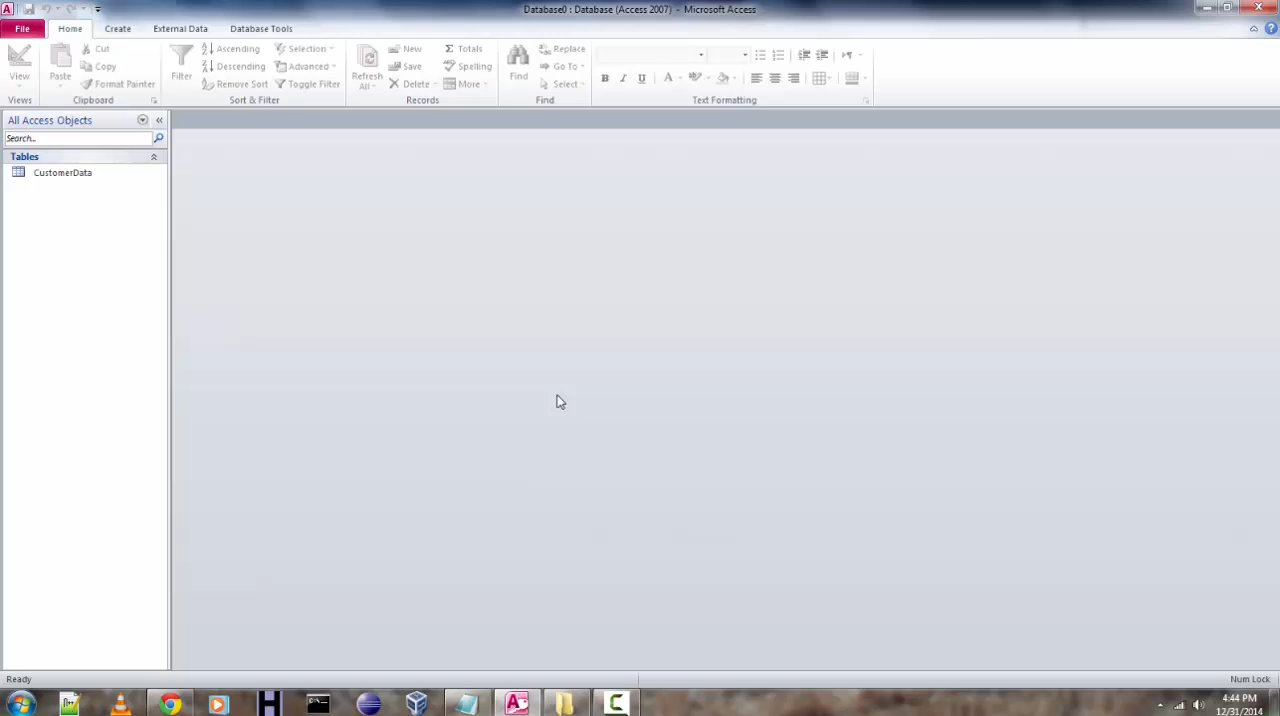 Database0 : Database (Access 2007) - Microsoft Access
File Home Create External Data Database Tools
View
Views
Paste
Cut
Copy
Format Painter
Clipboard
Filter
Ascending
Descending
Remove Sort
Selection
Advanced
Toggle Filter
Sort & Filter
Refresh All
New
Save
Delete
Totals
Spelling
More
Records
Find
Replace
Go To
Select
Find
B I U A
Text Formatting
All Access Objects
Search...
Tables
CustomerData
Ready
Num Lock
4:44 PM
12/31/2014